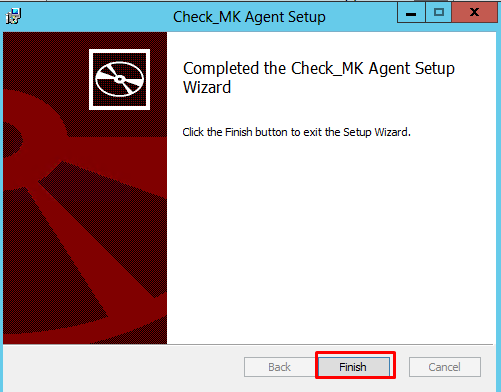 Check_MK Agent Setup
Completed the Check_MK Agent Setup
Wizard
Click the Finish button to exit the Setup Wizard.
Back
Finish
Cancel